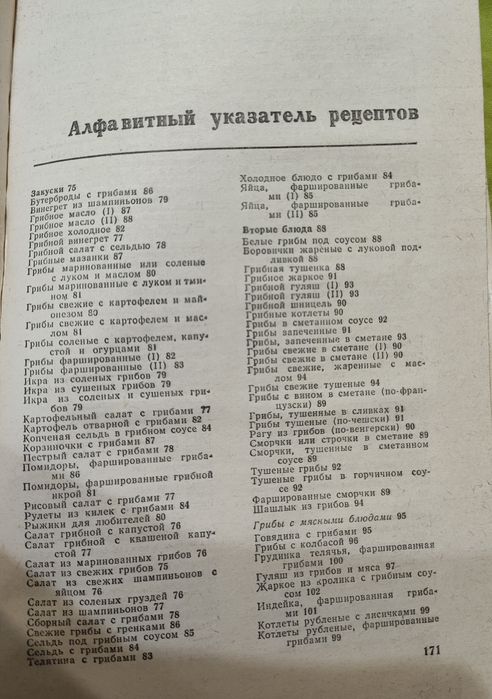 Алфавитный указатель рецептов
Закуски 75
Бутерброды с грибами 86
Винегрет из шампиньонов 79
Грибное масло (I) 87
Грибное масло (II) 88
Грибное холодное 82
Грибной винегрет 77
Грибной салат с сельдью 78
Грибные мазанки 87
Грибы маринованные или соленые
с луком и маслом 80
Грибы маринованные с луком и тми-
ном 81
Грибы свежие с картофелем и май-
онезом 80
Грибы свежие с картофелем и мас-
лом 81
Грибы соленые с картофелем, капу-
стой и огурцами 81
Грибы фаршированные (I) 82
Грибы фаршированные (II) 83
Икра из соленых грибов 79
Икра из сушеных грибов 79
Икра из соленых и сушеных гри-
бов 79
Картофельный салат с грибами 77
Картофель отварной с грибами 82
Копченая сельдь в грибном соусе 84
Корзиночки с грибами 87
Пестрый салат с грибами 78
Помидоры, фаршированные гриба-
ми 86
Помидоры, фаршированные грибной
икрой 81
Рисовый салат с грибами 77
Рулеты из килек с грибами 84
Рыжики для любителей 80
Салат грибной с капустой 76
Салат грибной с квашеной капу-
стой 77
Салат из маринованных грибов 76
Салат из свежих грибов 75
Салат из свежих шампиньонов с
яйцом 76
Салат из соленых груздей 76
Салат из шампиньонов 77
Сборный салат с грибами 78
Свежие грибы с гренками 86
Сельдь под грибным соусом 85
Сельдь с грибами 84
Телятина с грибами 83
Холодное блюдо с грибами 84
Яйца, фаршированные гриба-
ми (I) 85
Яйца, фаршированные гриба-
ми (II) 85
Вторые блюда 88
Белые грибы под соусом 88
Боровички жареные с луковой под-
ливкой 88
Грибная тушенка 88
Грибное жаркое 91
Грибной гуляш (I) 93
Грибной гуляш (II) 93
Грибной шницель 90
Грибные котлеты 90
Грибы в сметанном соусе 92
Грибы запеченные 91
Грибы, запеченные в сметане 93
Грибы свежие в сметане (I) 90
Грибы свежие в сметане (II) 90
Грибы свежие, жаренные с мас-
лом 94
Грибы свежие тушеные 94
Грибы с вином в сметане (по-фран-
цузски) 89
Грибы, тушенные в сливках 91
Грибы тушеные (по-чешски) 91
Рагу из грибов (по-венгерски) 90
Сморчки или строчки в сметане 89
Сморчки, тушенные в сметанном
соусе 89
Тушеные грибы 92
Тушеные грибы в горчичном соу-
се 92
Фаршированные сморчки 89
Шашлык из грибов 94
Грибы с мясными блюдами 95
Говядина с грибами 95
Грибы с колбасой 96
Грудинка телячья, фаршированная
грибами 100
Гуляш из грибов и мяса 97
Жаркое из кролика с грибным соу-
сом 102
Индейка, фаршированная гриба-
ми 101
Котлеты рубленые с лисичками 99
Котлеты рубленые, фаршированные
грибами 99
171